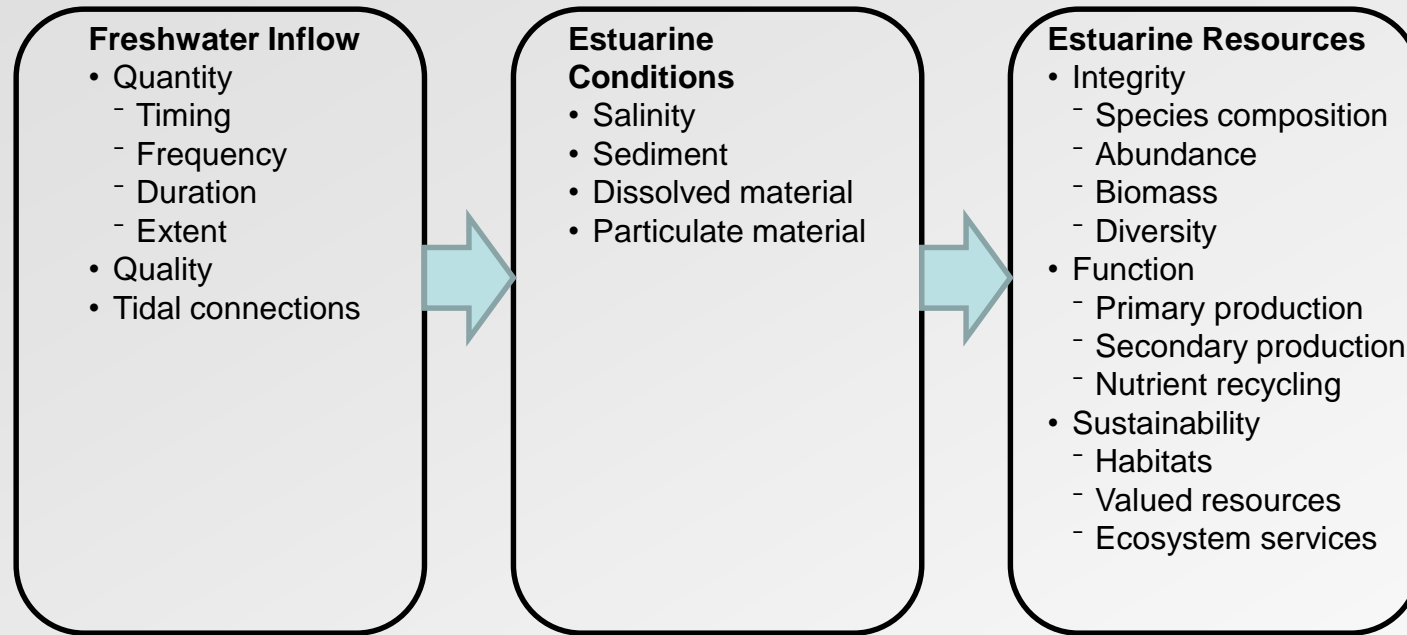 Freshwater Inflow
• Quantity
⁻ Timing
⁻ Frequency
⁻ Duration
⁻ Extent
• Quality
• Tidal connections
Estuarine
Conditions
• Salinity
• Sediment
• Dissolved material
• Particulate material
Estuarine Resources
• Integrity
⁻ Species composition
⁻ Abundance
⁻ Biomass
⁻ Diversity
• Function
⁻ Primary production
⁻ Secondary production
⁻ Nutrient recycling
• Sustainability
⁻ Habitats
⁻ Valued resources
⁻ Ecosystem services